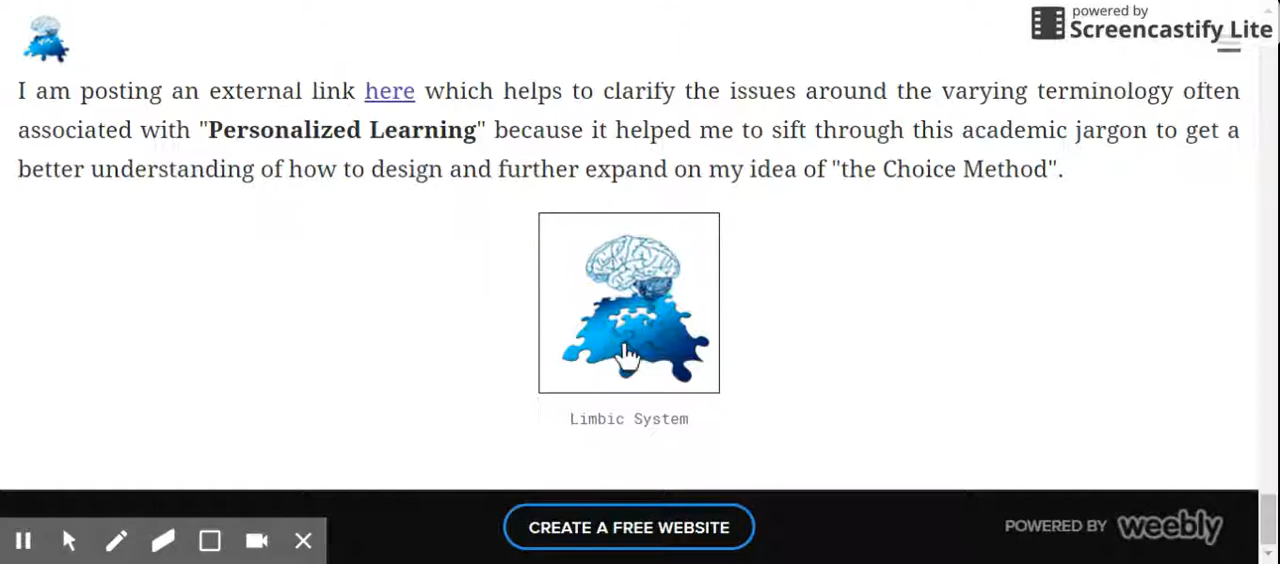 powered by
Screencastify Lite
I am posting an external link here which helps to clarify the issues around the varying terminology often
associated with "Personalized Learning" because it helped me to sift through this academic jargon to get a
better understanding of how to design and further expand on my idea of "the Choice Method".
Limbic System
CREATE A FREE WEBSITE
POWERED BY weebly